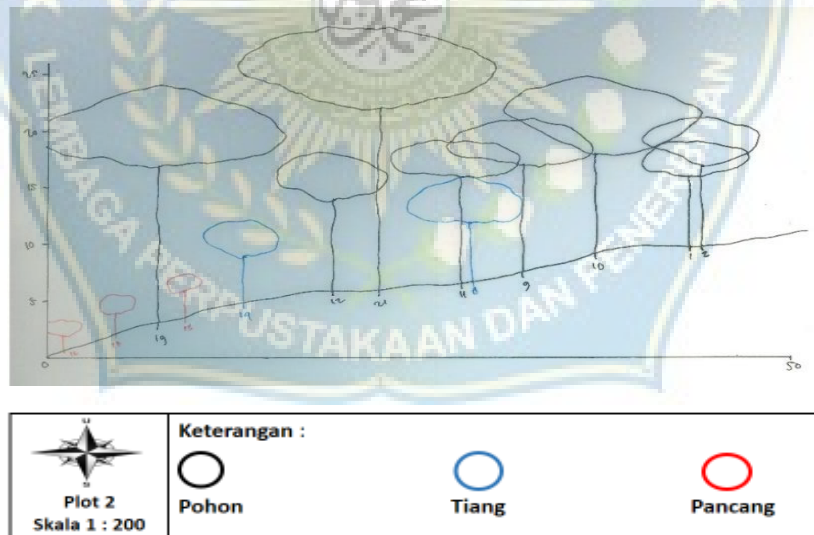 LEMBAGA PERPUSTAKAAN DAN PENERBITAN
25
20
15
10
5
0
19
12
21
11
9
10
1 2
50
U
Plot 2
Skala 1 : 200
Keterangan :
Pohon
Tiang
Pancang